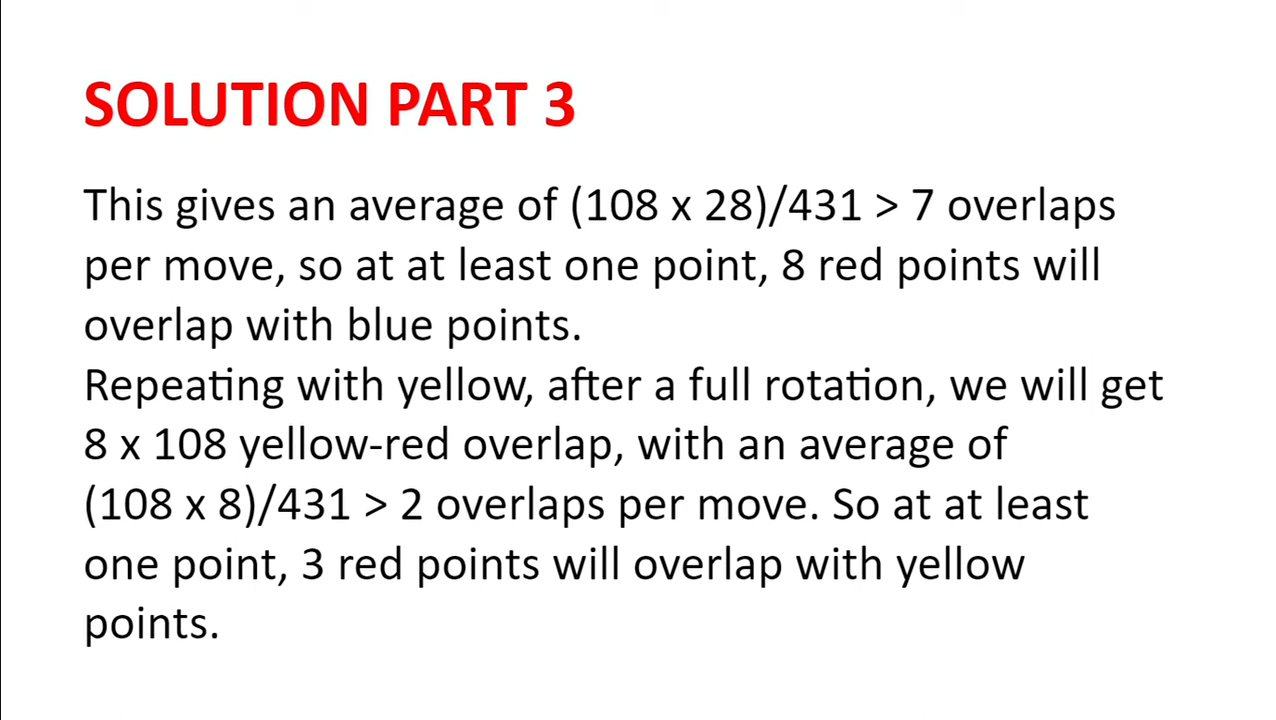 SOLUTION PART 3
This gives an average of (108 x 28)/431 > 7 overlaps
per move, so at at least one point, 8 red points will
overlap with blue points.
Repeating with yellow, after a full rotation, we will get
8 x 108 yellow-red overlap, with an average of
(108 x 8)/431 > 2 overlaps per move. So at at least
one point, 3 red points will overlap with yellow
points.